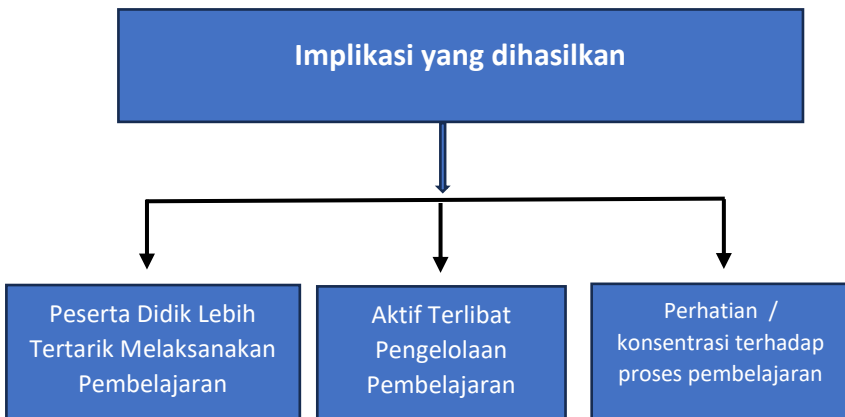 Implikasi yang dihasilkan
Peserta Didik Lebih
Tertarik Melaksanakan
Pembelajaran
Aktif Terlibat
Pengelolaan
Pembelajaran
Perhatian /
konsentrasi terhadap
proses pembelajaran